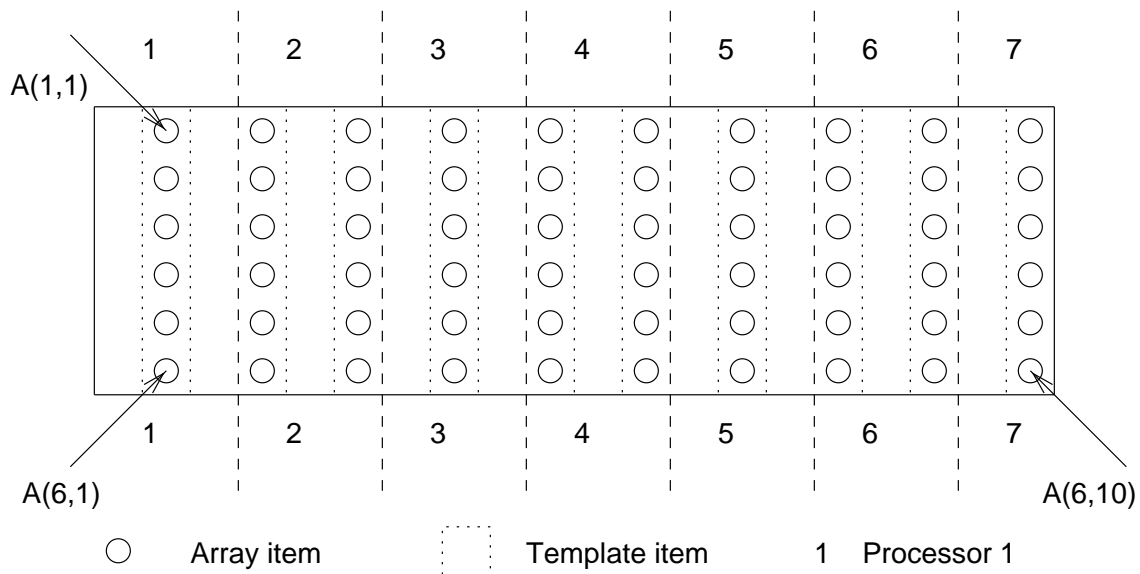 1 2 3 4 5 6 7
A(1,1)
1 2 3 4 5 6 7
A(6,1) A(6,10)
Array item Template item 1 Processor 1